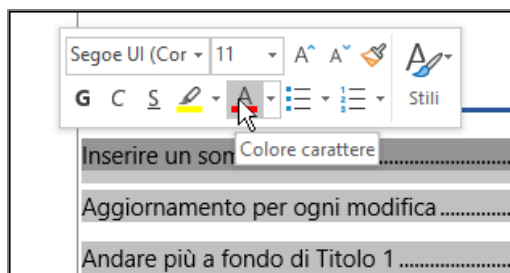 Segoe UI (Cor 11 A A
G C S A Stili
Colore carattere
Inserire un som
Aggiornamento per ogni modifica
Andare più a fondo di Titolo 1